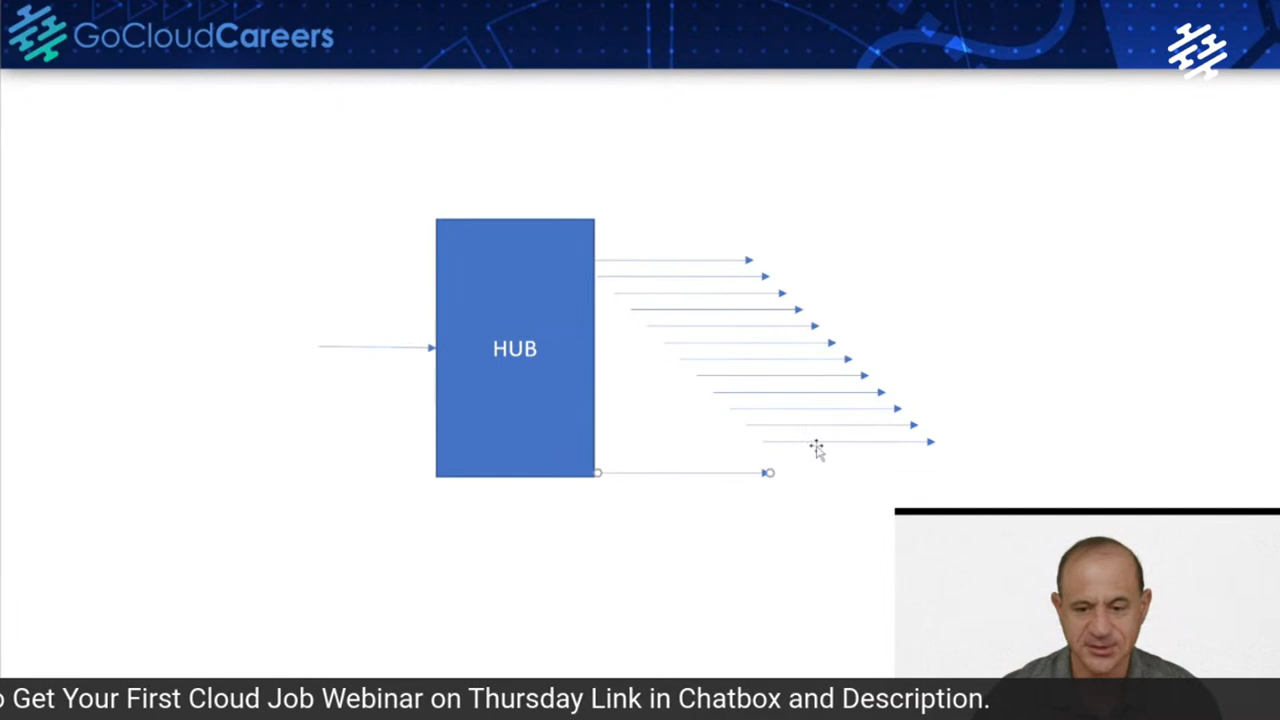 GoCloudCareers
HUB
o Get Your First Cloud Job Webinar on Thursday Link in Chatbox and Description.